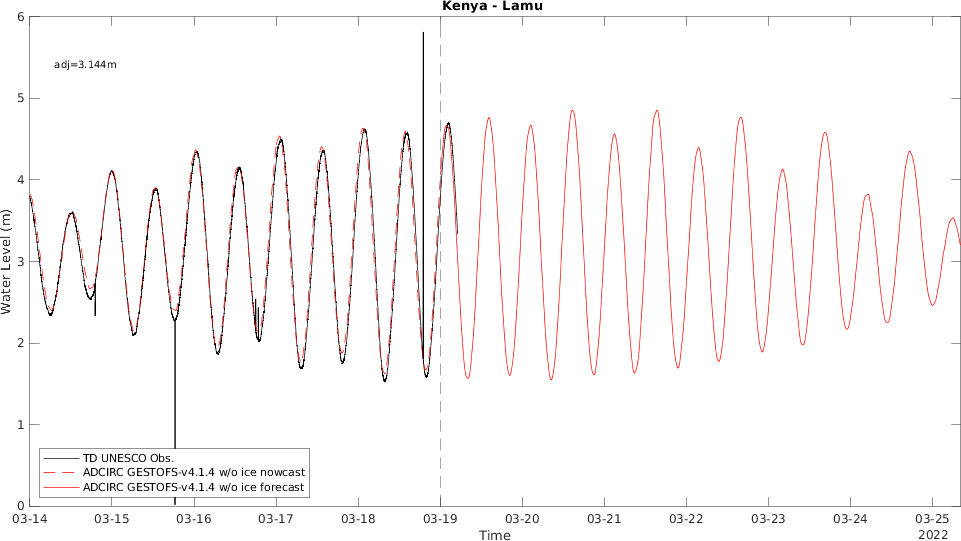 Kenya - Lamu
6
adj=3.144m
5
4
3
2
1
0
Water Level (m)
TD UNESCO Obs.
ADCIRC GESTOFS-v4.1.4 w/o ice nowcast
ADCIRC GESTOFS-v4.1.4 w/o ice forecast
03-14 03-15 03-16 03-17 03-18 03-19 03-20 03-21 03-22 03-23 03-24 03-25
Time
2022